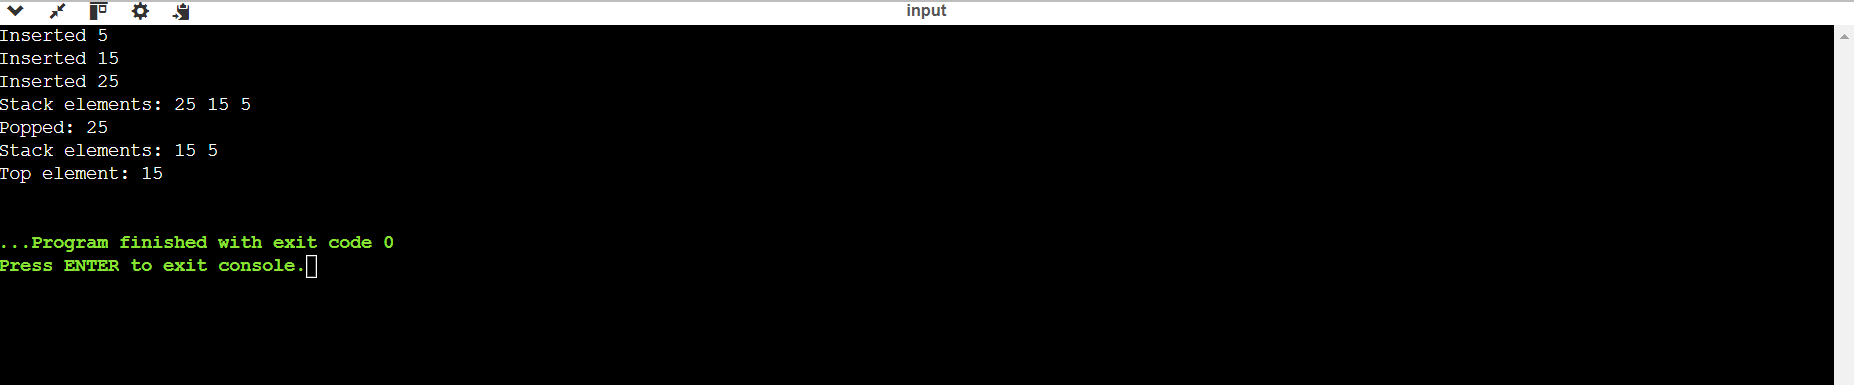 input
Inserted 5
Inserted 15
Inserted 25
Stack elements: 25 15 5
Popped: 25
Stack elements: 15 5
Top element: 15
...Program finished with exit code 0
Press ENTER to exit console.